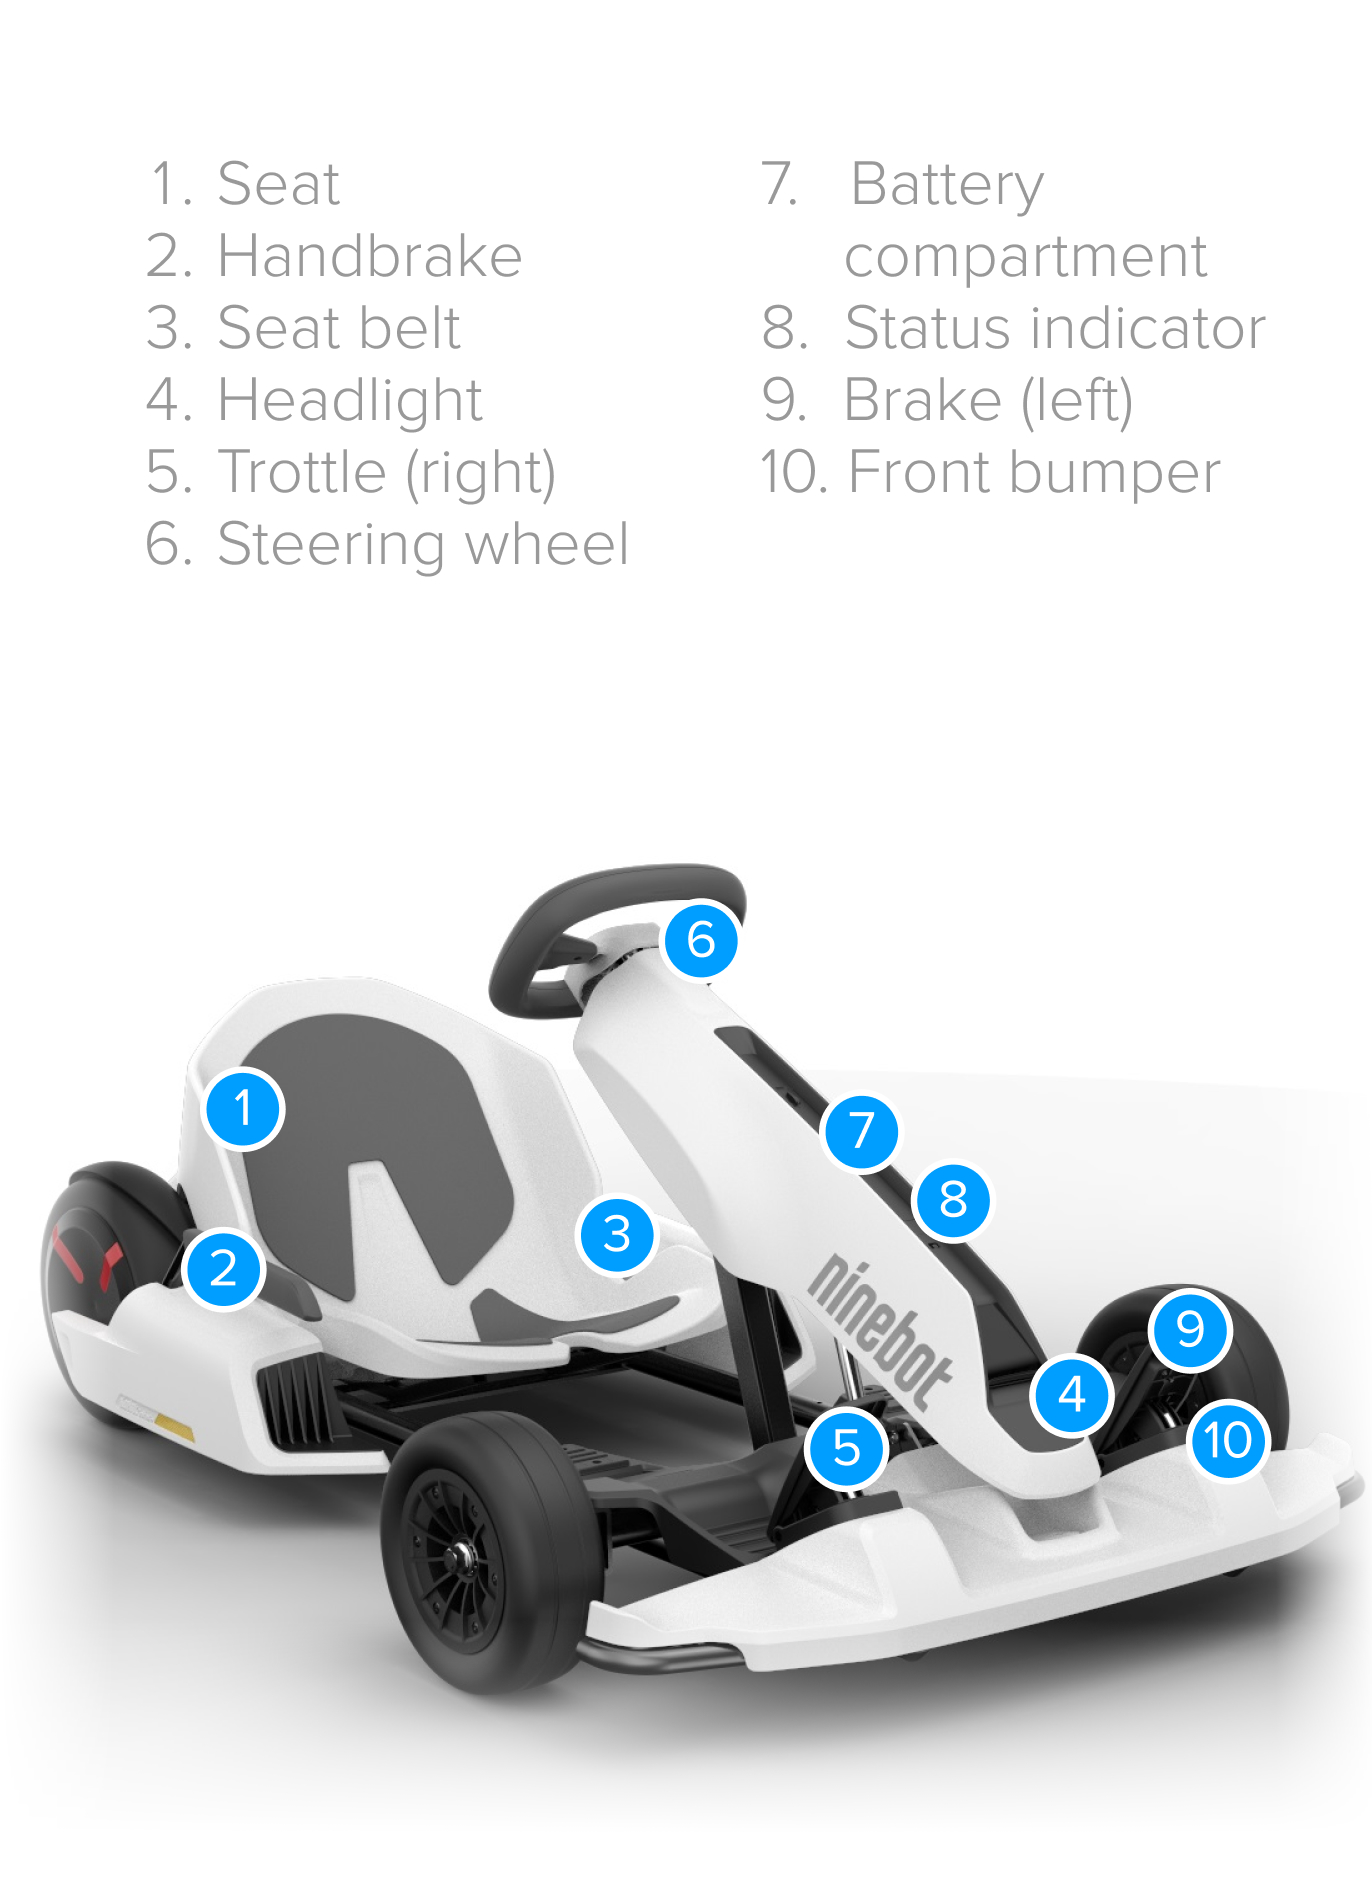 1. Seat
2. Handbrake
3. Seat belt
4. Headlight
5. Trottle (right)
6. Steering wheel
7. Battery
compartment
8. Status indicator
9. Brake (left)
10. Front bumper
6
1
7
8
3
2
ninebot
9
4
10
5